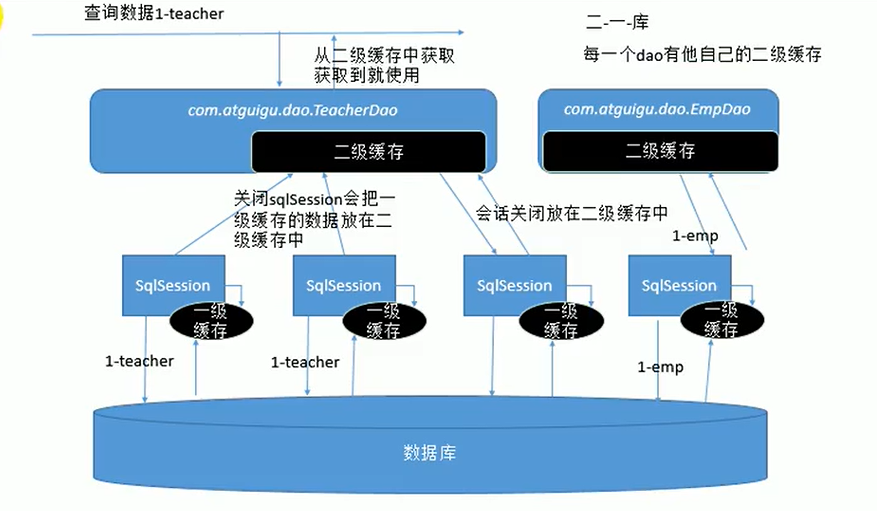 查询数据1-teacher
二-一-库
从二级缓存中获取
获取到就使用
每一个dao有他自己的二级缓存
com.atguigu.dao.TeacherDao
二级缓存
com.atguigu.dao.EmpDao
二级缓存
关闭sqlSession会把一
级缓存的数据放在二
级缓存中
会话关闭放在二级缓存中
1-emp
SqlSession
一级
缓存
SqlSession
一级
缓存
SqlSession
一级
缓存
SqlSession
一级
缓存
1-teacher
1-teacher
1-emp
数据库